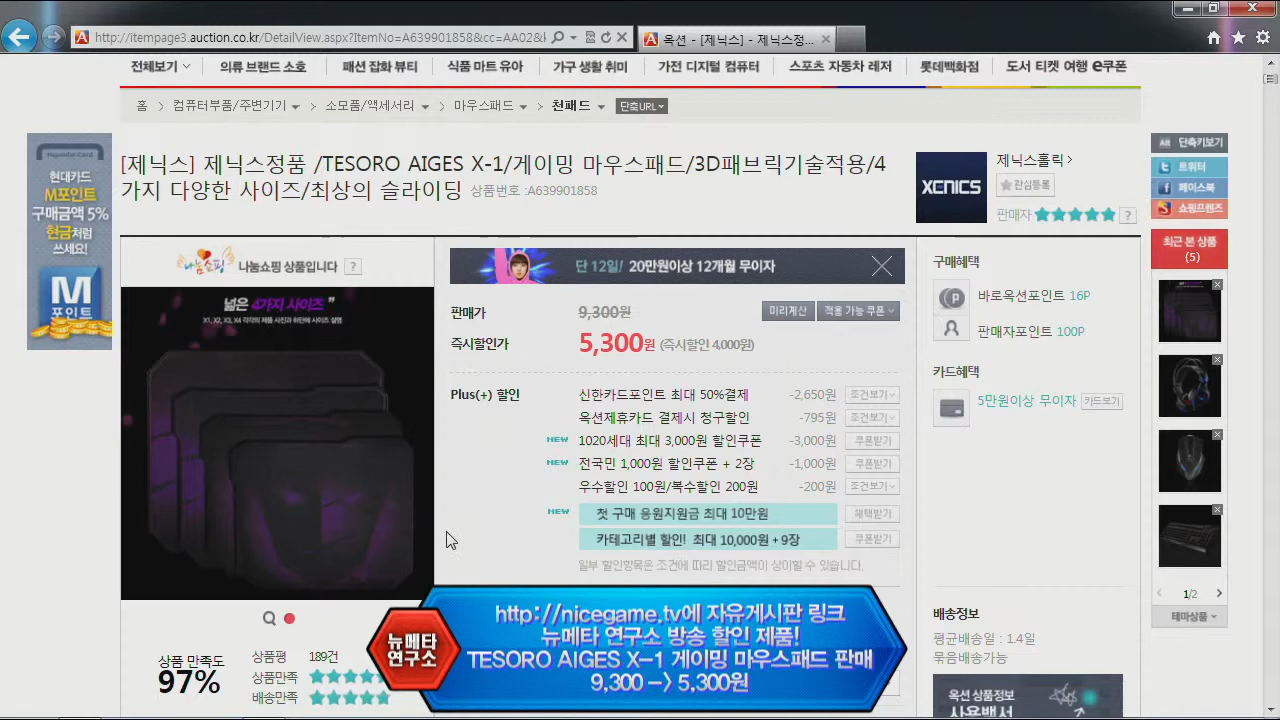 http://itempage3.auction.co.kr/DetailView.aspx?ItemNo=A639901858&cc=AA02&
옥션 - [제닉스] - 제닉스정...
전체보기
의류 브랜드 소호
패션 잡화 뷰티
식품 마트 유아
가구 생활 취미
가전 디지털 컴퓨터
스포츠 자동차 레저
롯데백화점
도서 티켓 여행 e쿠폰
홈 > 컴퓨터부품/주변기기 > 소모품/액세서리 > 마우스패드 > 천패드
단축URL
현대카드
M포인트
구매금액 5%
현금처럼
쓰세요!
M
포인트
[제닉스] 제닉스정품 /TESORO AIGES X-1/게이밍 마우스패드/3D패브릭기술적용/4
가지 다양한 사이즈/최상의 슬라이딩 상품번호 :A639901858
XENICS
제닉스홀릭 >
관심등록
판매자 ?
Alt 단축키보기
트위터
페이스북
쇼핑프렌즈
최근 본 상품
(5)
1/2
테마상품
나눔쇼핑 나눔쇼핑 상품입니다 ?
넓은 4가지 사이즈 "
X1, X2, X3, X4 각각의 제품 사진과 하단에 사이즈 설명
단 12일! 20만원이상 12개월 무이자
판매가 9,300원 미리계산 적용 가능 쿠폰
즉시할인가 5,300원 (즉시할인 4,000원)
Plus(+) 할인 신한카드포인트 최대 50%결제 -2,650원 조건보기
옥션제휴카드 결제시 청구할인 -795원 조건보기
NEW 1020세대 최대 3,000원 할인쿠폰 -3,000원 쿠폰받기
NEW 전국민 1,000원 할인쿠폰 + 2장 -1,000원 쿠폰받기
우수할인 100원/복수할인 200원 -200원 조건보기
NEW 첫 구매 응원지원금 최대 10만원 혜택받기
카테고리별 할인! 최대 10,000원 + 9장 쿠폰받기
일부 할인항목은 조건에 따라 할인금액이 상이할 수 있습니다.
구매혜택
바로옥션포인트 16P
판매자포인트 100P
카드혜택
5만원이상 무이자 카드보기
배송정보
평균배송일 : 1.4일
묶음배송가능
옥션 상품정보
사용백서
상품 만족도
97%
상품평 189건
상품만족
배송만족
뉴메타
연구소
http://nicegame.tv에 자유게시판 링크
뉴메타 연구소 방송 할인 제품!
TESORO AIGES X-1 게이밍 마우스패드 판매
9,300 -> 5,300원